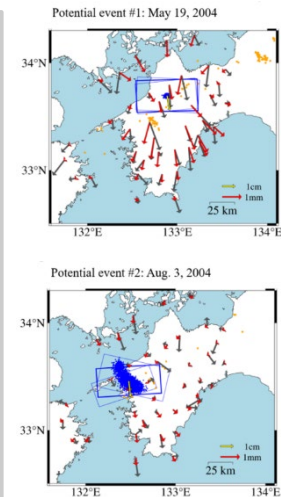 Potential event #1: May 19, 2004
34°N
33°N
1cm
1mm
25 km
132°E
133°E
134°E
Potential event #2: Aug. 3, 2004
34°N
33°N
1cm
1mm
25 km
132°E
133°E
134°E